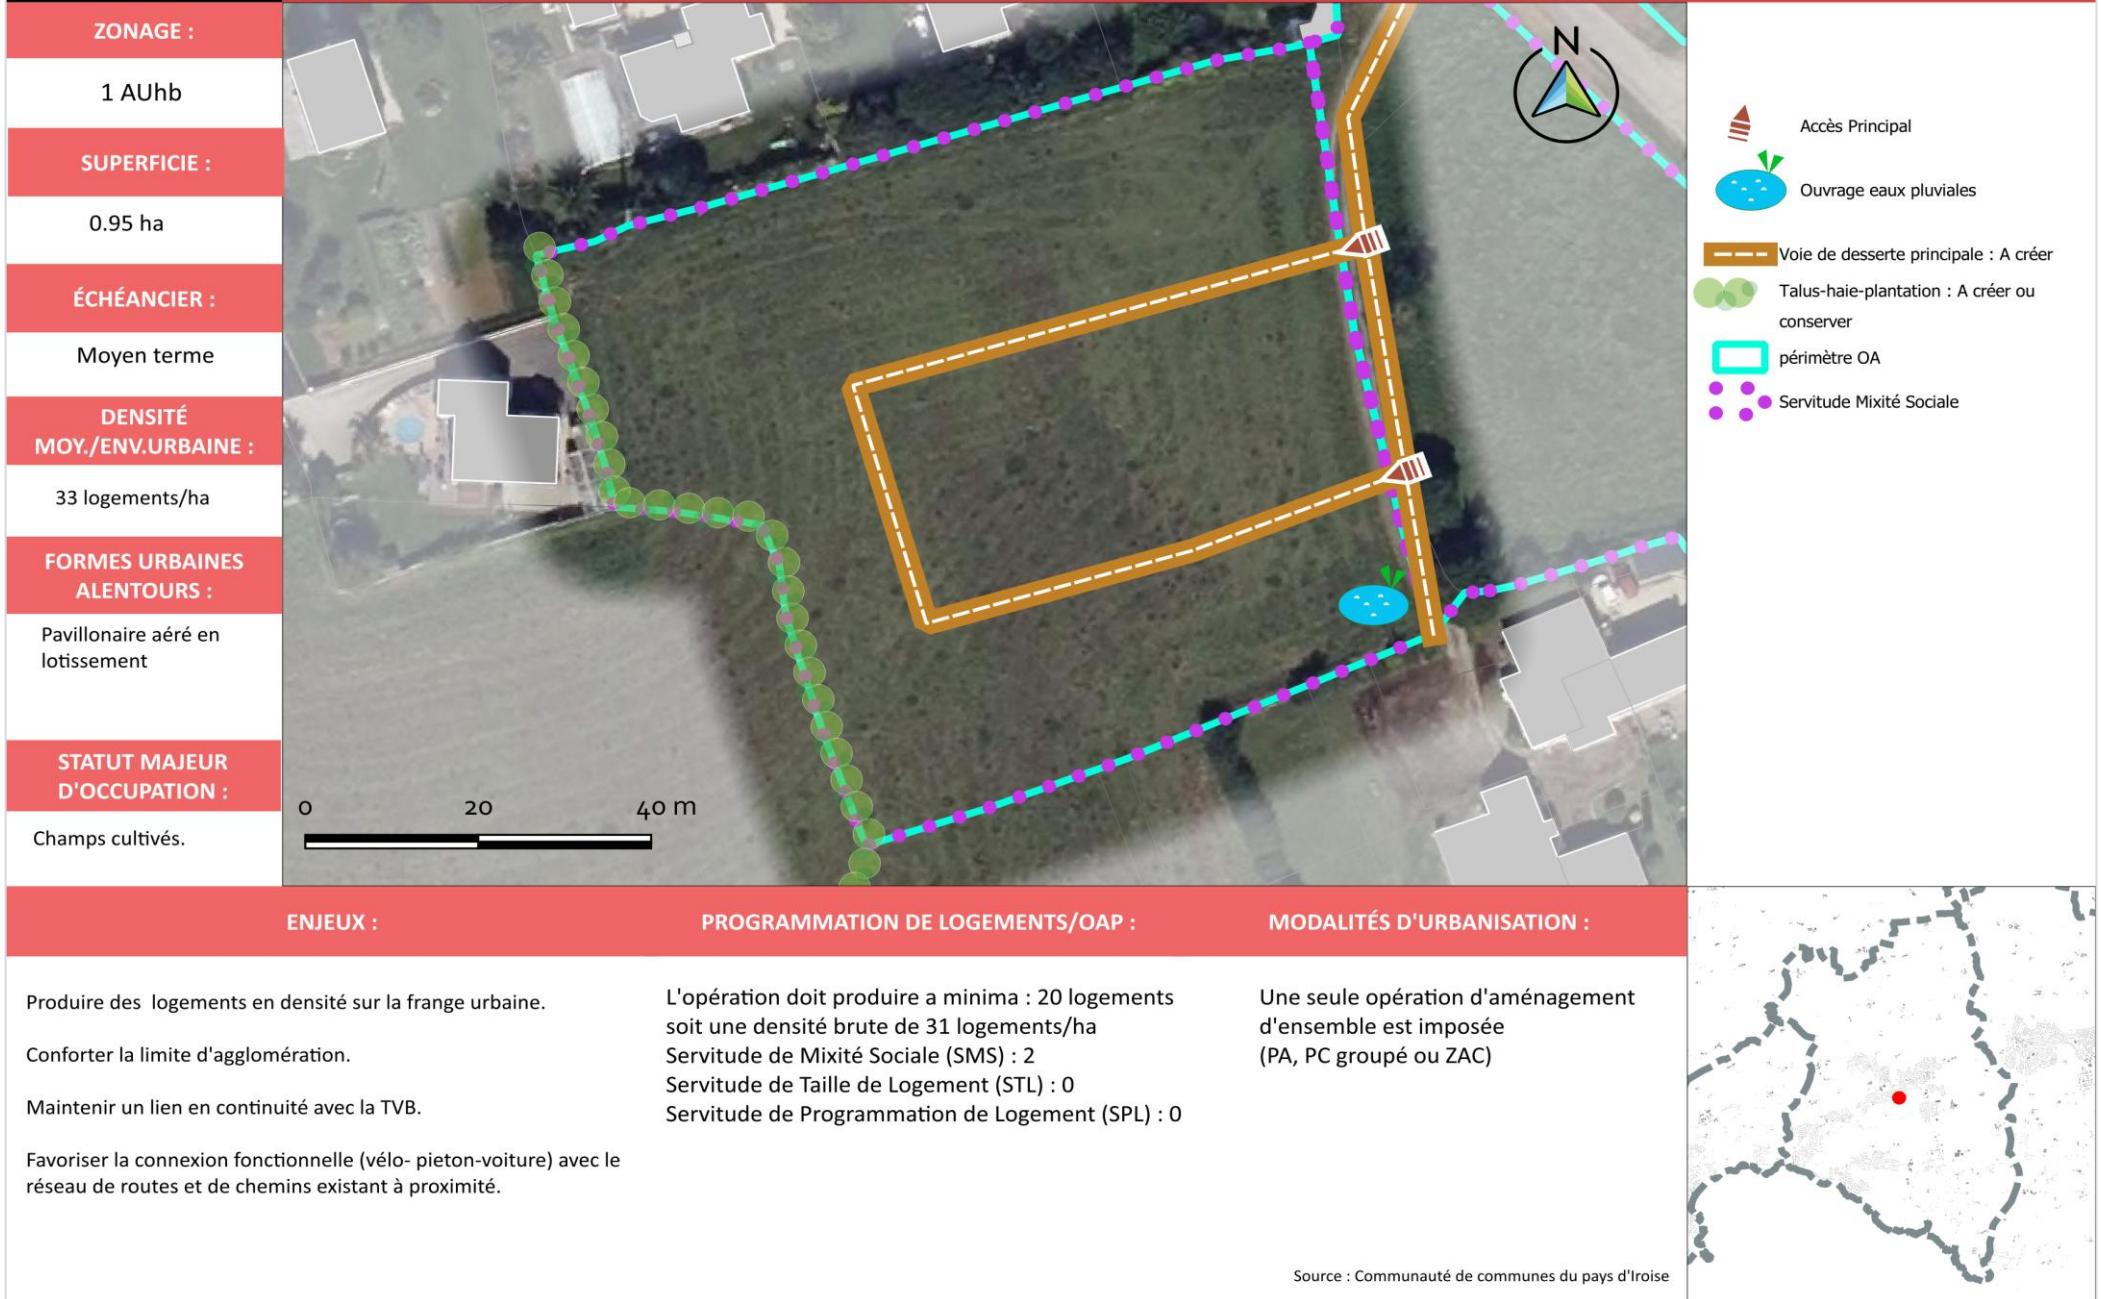 ZONAGE :
1 AUhb
SUPERFICIE :
0.95 ha
ÉCHÉANCIER :
Moyen terme
DENSITÉ
MOY./ENV.URBAINE :
33 logements/ha
FORMES URBAINES
ALENTOURS :
Pavillonaire aéré en
lotissement
STATUT MAJEUR
D'OCCUPATION :
Champs cultivés.
N
0 20 40 m
Accès Principal
Ouvrage eaux pluviales
Voie de desserte principale : A créer
Talus-haie-plantation : A créer ou
conserver
périmètre OA
Servitude Mixité Sociale
ENJEUX :
Produire des  logements en densité sur la frange urbaine.
Conforter la limite d'agglomération.
Maintenir un lien en continuité avec la TVB.
Favoriser la connexion fonctionnelle (vélo- pieton-voiture) avec le
réseau de routes et de chemins existant à proximité.
PROGRAMMATION DE LOGEMENTS/OAP :
L'opération doit produire a minima : 20 logements
soit une densité brute de 31 logements/ha
Servitude de Mixité Sociale (SMS) : 2
Servitude de Taille de Logement (STL) : 0
Servitude de Programmation de Logement (SPL) : 0
MODALITÉS D'URBANISATION :
Une seule opération d'aménagement
d'ensemble est imposée
(PA, PC groupé ou ZAC)
Source : Communauté de communes du pays d'Iroise